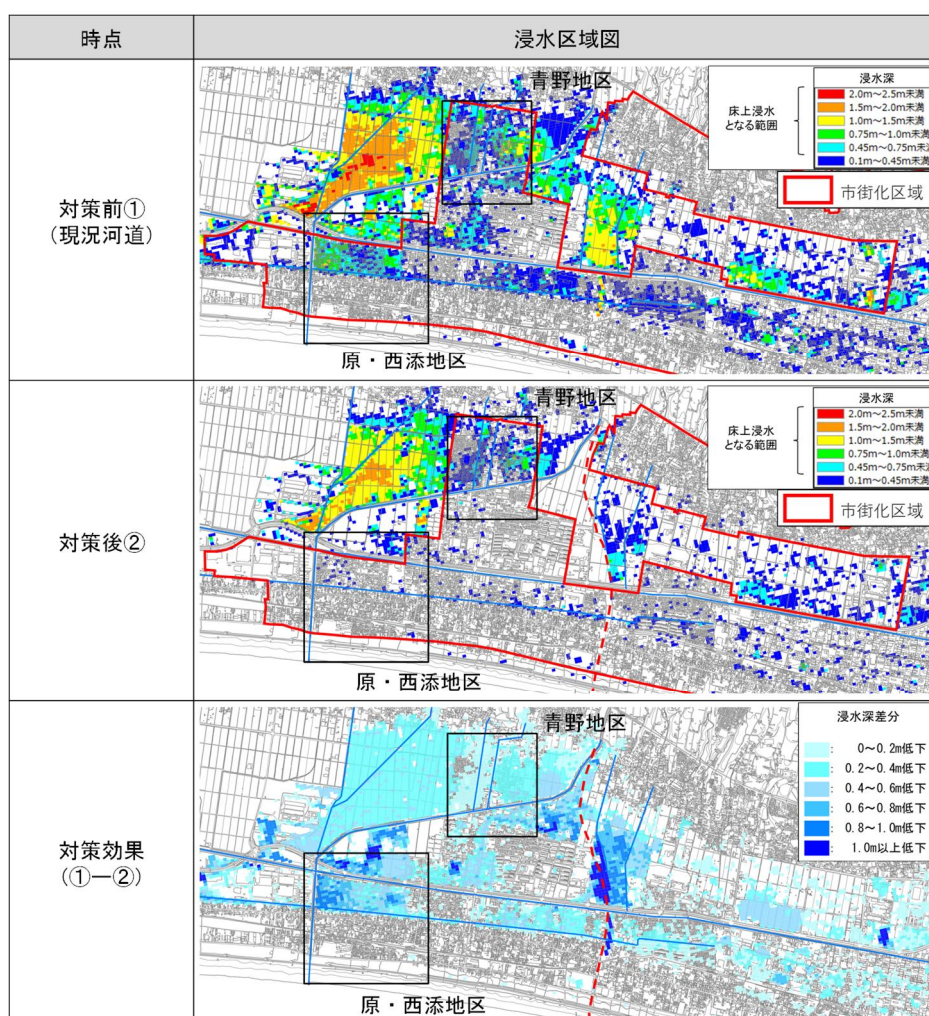 時点
浸水区域図
対策前①
(現況河道)
青野地区
原・西添地区
床上浸水
となる範囲
浸水深
2.0m～2.5m未満
1.5m～2.0m未満
1.0m～1.5m未満
0.75m～1.0m未満
0.45m～0.75m未満
0.1m～0.45m未満
市街化区域
対策後②
青野地区
原・西添地区
床上浸水
となる範囲
浸水深
2.0m～2.5m未満
1.5m～2.0m未満
1.0m～1.5m未満
0.75m～1.0m未満
0.45m～0.75m未満
0.1m～0.45m未満
市街化区域
対策効果
(①―②)
青野地区
原・西添地区
浸水深差分
: 0～0.2m低下
: 0.2～0.4m低下
: 0.4～0.6m低下
: 0.6～0.8m低下
: 0.8～1.0m低下
: 1.0m以上低下